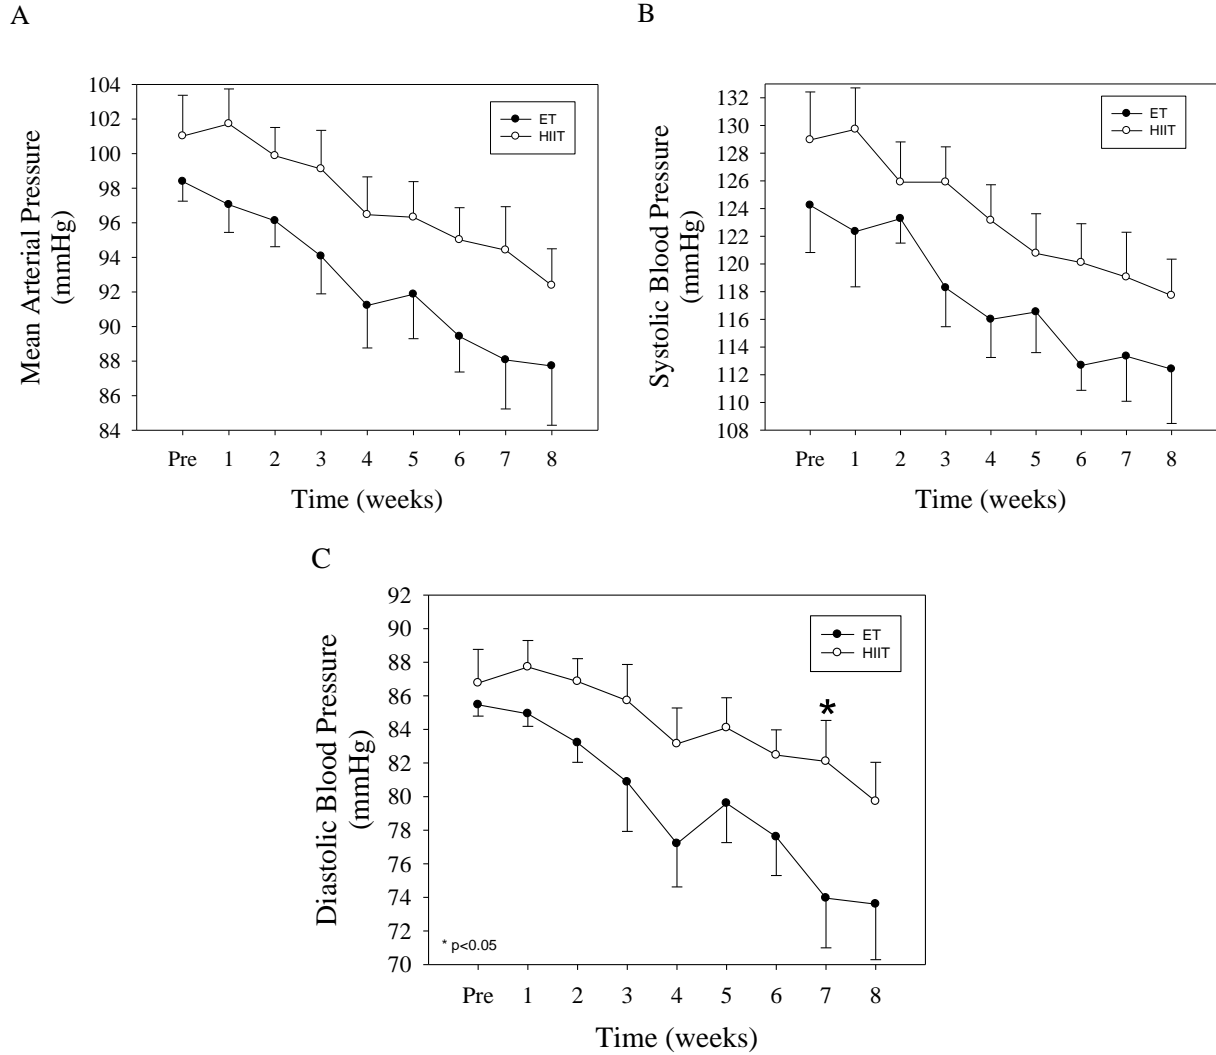 A
Mean Arterial Pressure
(mmHg)
104
102
100
98
96
94
92
90
88
86
84
ET
HIIT
Pre 1 2 3 4 5 6 7 8
Time (weeks)
B
Systolic Blood Pressure
(mmHg)
132
130
128
126
124
122
120
118
116
114
112
110
108
ET
HIIT
Pre 1 2 3 4 5 6 7 8
Time (weeks)
C
Diastolic Blood Pressure
(mmHg)
92
90
88
86
84
82
80
78
76
74
72
70
ET
HIIT
*
* p<0.05
Pre 1 2 3 4 5 6 7 8
Time (weeks)